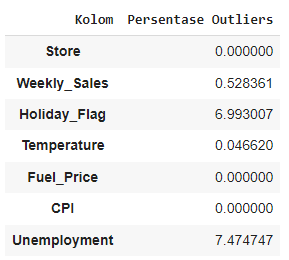 Kolom Persentase Outliers
Store 0.000000
Weekly_Sales 0.528361
Holiday_Flag 6.993007
Temperature 0.046620
Fuel_Price 0.000000
CPI 0.000000
Unemployment 7.474747